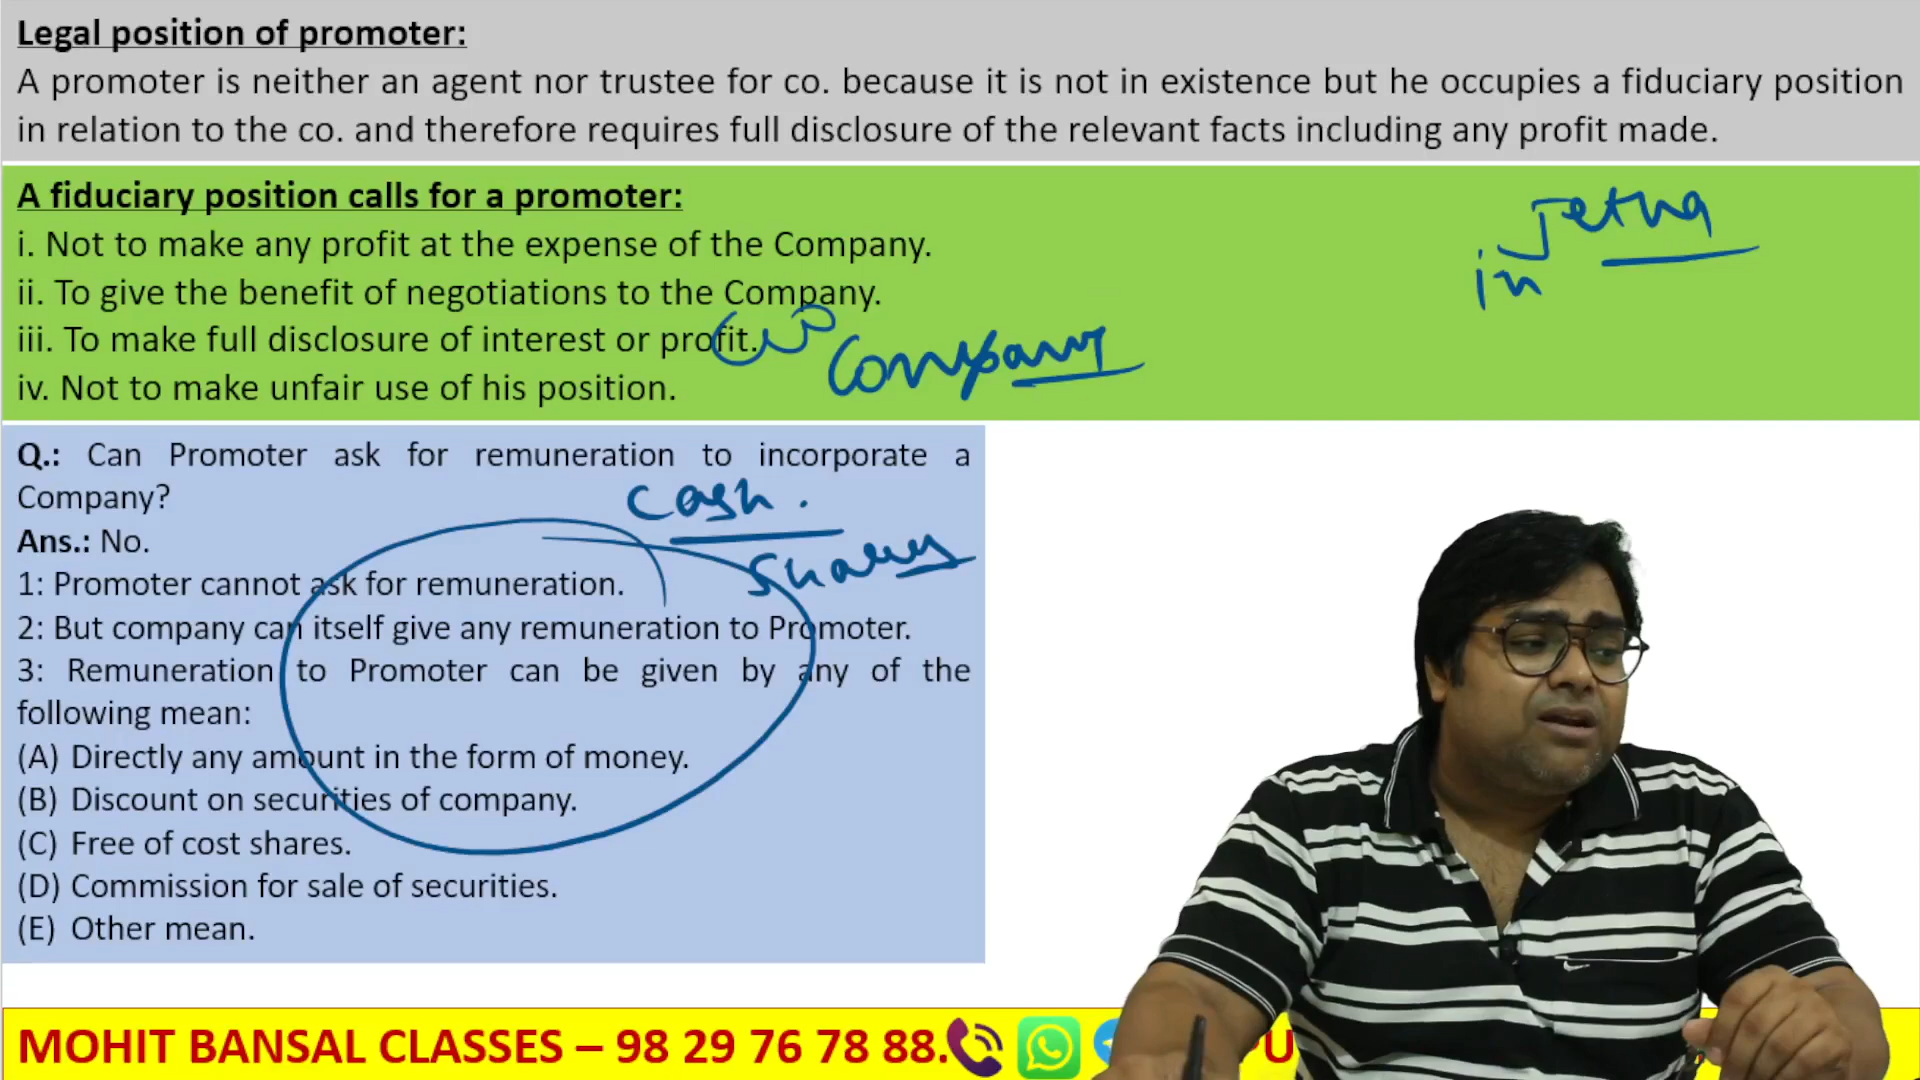 Legal position of promoter:
A promoter is neither an agent nor trustee for co. because it is not in existence but he occupies a fiduciary position
in relation to the co. and therefore requires full disclosure of the relevant facts including any profit made.
A fiduciary position calls for a promoter:
i. Not to make any profit at the expense of the Company.
ii. To give the benefit of negotiations to the Company.
iii. To make full disclosure of interest or profit.
iv. Not to make unfair use of his position.
Jetha
in
Company
Q.: Can Promoter ask for remuneration to incorporate a
Company?
Cash.
Shares
Ans.: No.
1: Promoter cannot ask for remuneration.
2: But company can itself give any remuneration to Promoter.
3: Remuneration to Promoter can be given by any of the
following mean:
(A) Directly any amount in the form of money.
(B) Discount on securities of company.
(C) Free of cost shares.
(D) Commission for sale of securities.
(E) Other mean.
MOHIT BANSAL CLASSES – 98 29 76 78 88.